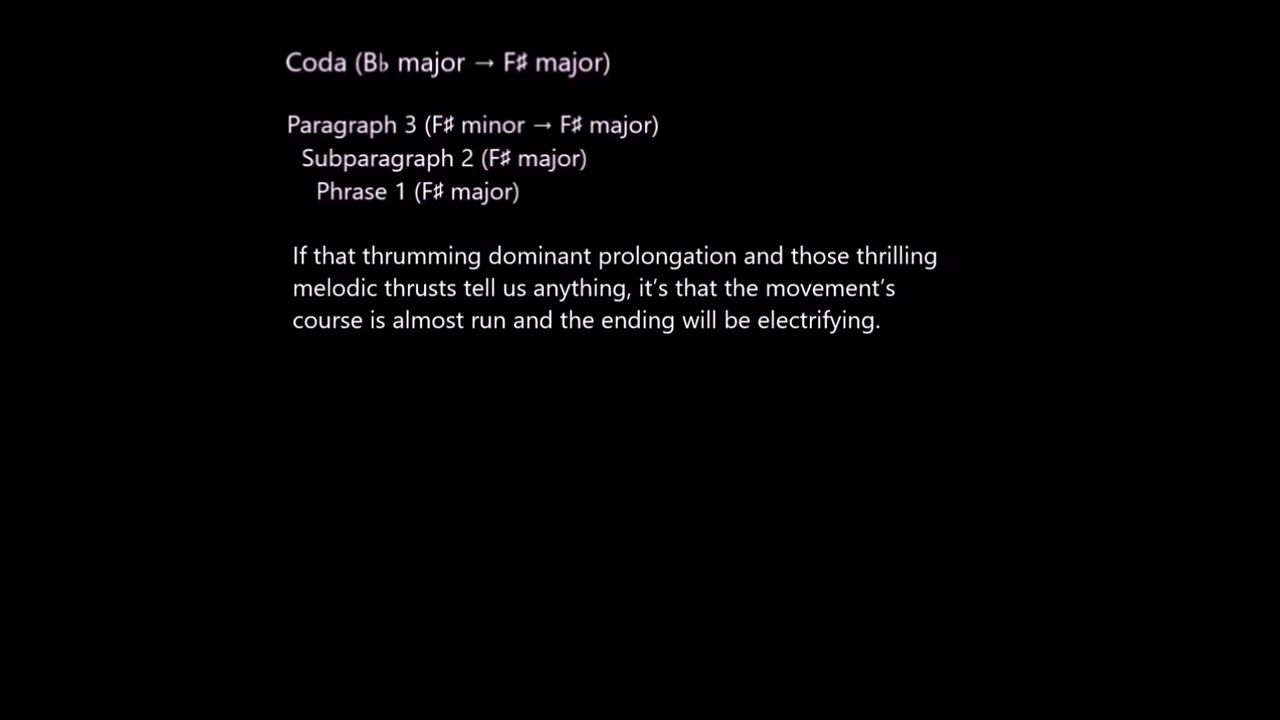 Coda (B♭ major → F♯ major)
Paragraph 3 (F♯ minor → F♯ major)
Subparagraph 2 (F♯ major)
Phrase 1 (F♯ major)
If that thrumming dominant prolongation and those thrilling
melodic thrusts tell us anything, it’s that the movement’s
course is almost run and the ending will be electrifying.